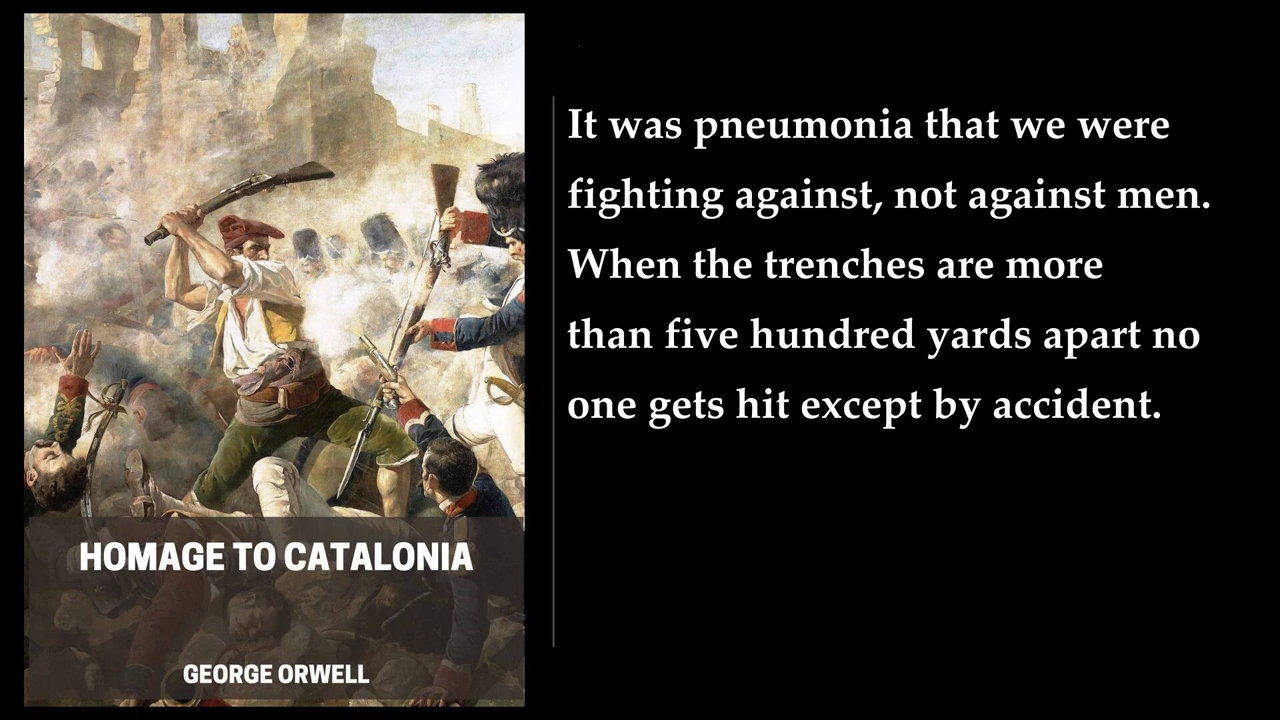 It was pneumonia that we were
fighting against, not against men.
When the trenches are more
than five hundred yards apart no
one gets hit except by accident.
HOMAGE TO CATALONIA
GEORGE ORWELL